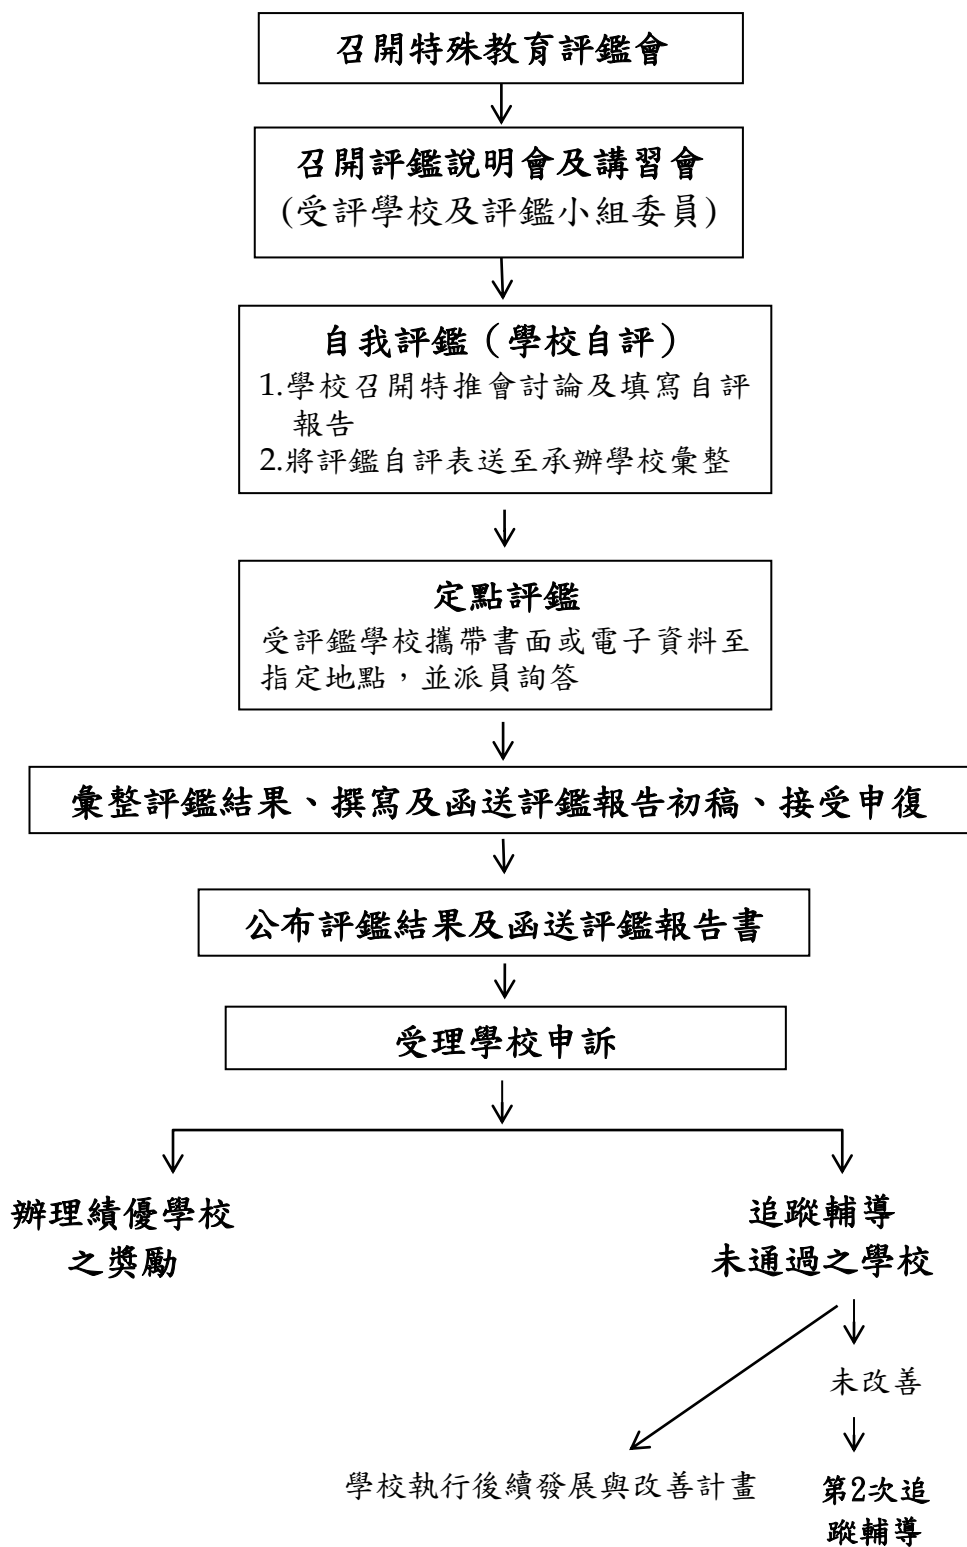 召開特殊教育評鑑會
召開評鑑說明會及講習會
(受評學校及評鑑小組委員)
自我評鑑（學校自評）
1.學校召開特推會討論及填寫自評
報告
2.將評鑑自評表送至承辦學校彙整
定點評鑑
受評鑑學校攜帶書面或電子資料至
指定地點，並派員詢答
彙整評鑑結果、撰寫及函送評鑑報告初稿、接受申復
公布評鑑結果及函送評鑑報告書
受理學校申訴
辦理績優學校
之獎勵
追蹤輔導
未通過之學校
未改善
學校執行後續發展與改善計畫
第2次追
蹤輔導